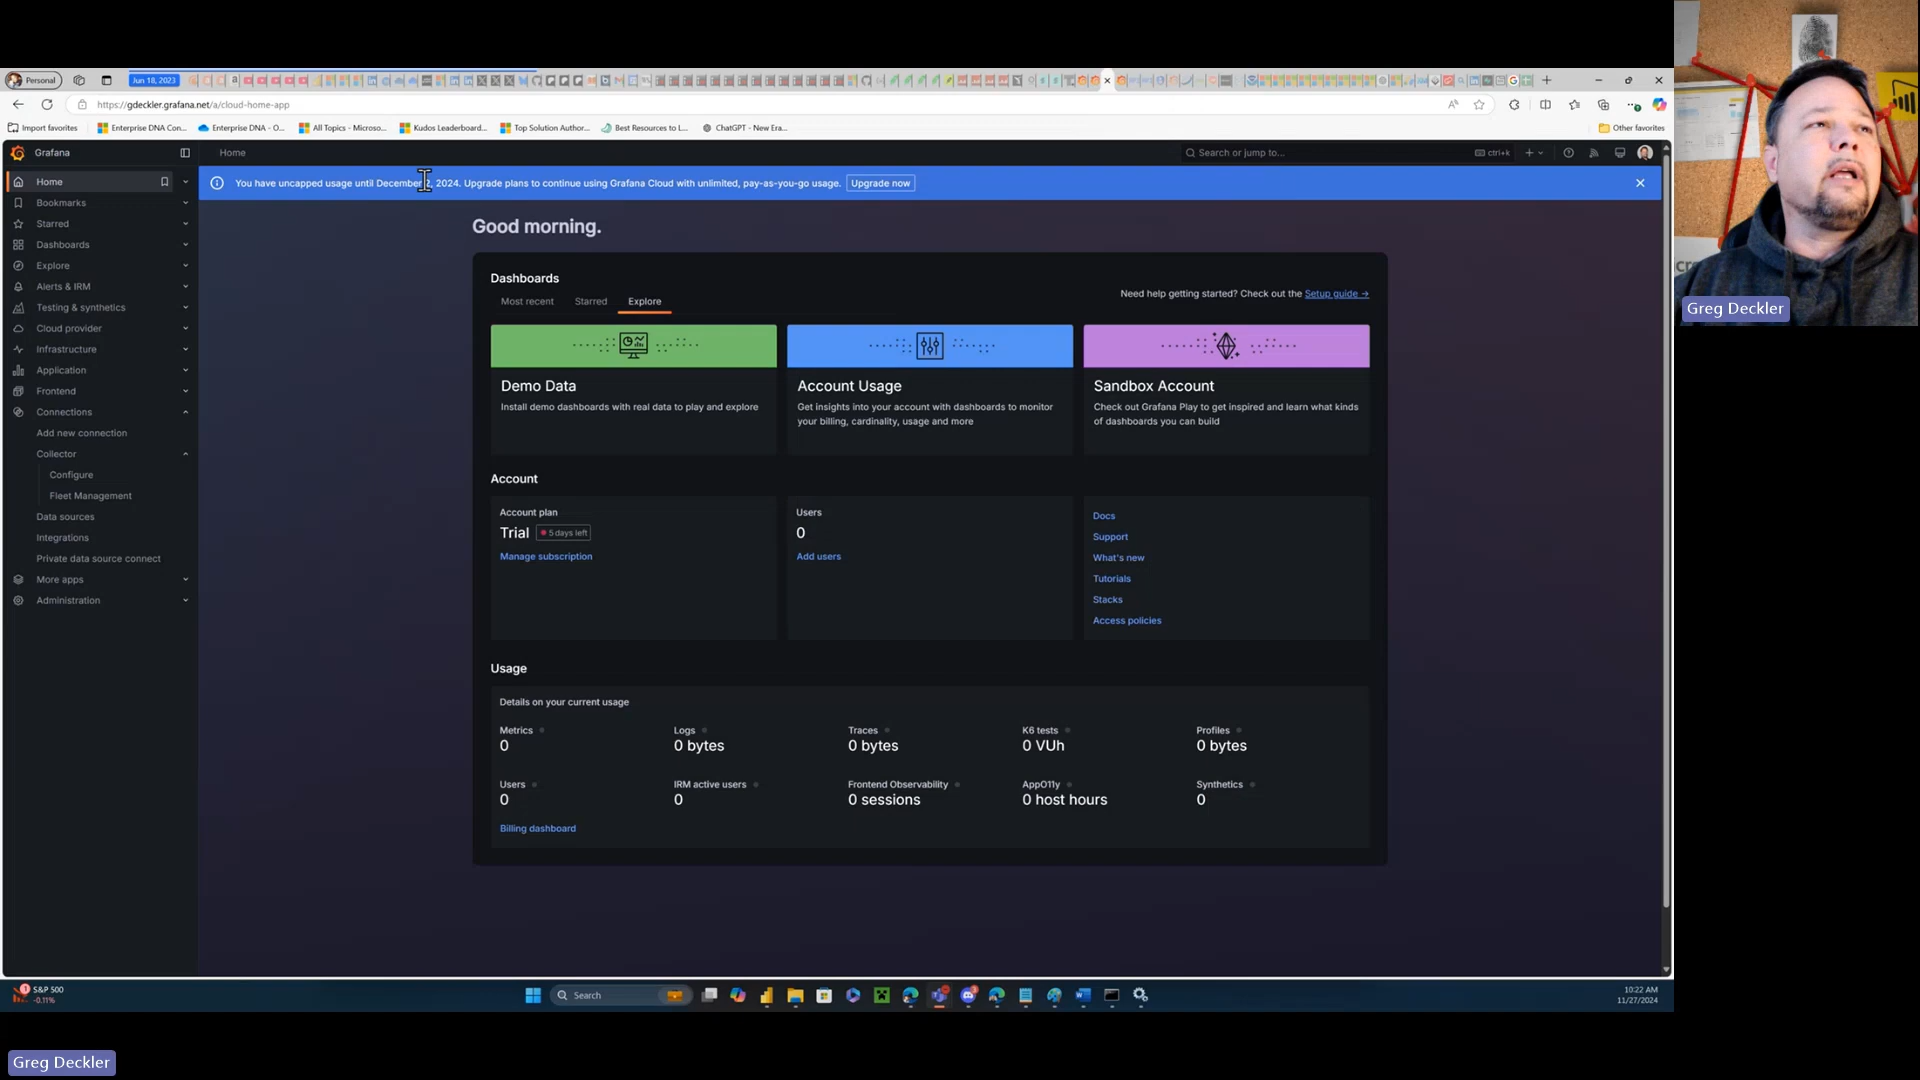 Personal
Jun 18, 2023
https://gdeckler.grafana.net/a/cloud-home-app
Import favorites
Enterprise DNA Con...
Enterprise DNA - O...
All Topics - Microso...
Kudos Leaderboard...
Top Solution Author...
Best Resources to L...
ChatGPT - New Era...
Other favorites
Grafana
Home
Search or jump to...
ctrl+k
Home
Bookmarks
Starred
Dashboards
Explore
Alerts & IRM
Testing & synthetics
Cloud provider
Infrastructure
Application
Frontend
Connections
Add new connection
Collector
Configure
Fleet Management
Data sources
Integrations
Private data source connect
More apps
Administration
You have uncapped usage until December 2, 2024. Upgrade plans to continue using Grafana Cloud with unlimited, pay-as-you-go usage.
Upgrade now
Good morning.
Dashboards
Most recent
Starred
Explore
Need help getting started? Check out the Setup guide →
Demo Data
Install demo dashboards with real data to play and explore
Account Usage
Get insights into your account with dashboards to monitor
your billing, cardinality, usage and more
Sandbox Account
Check out Grafana Play to get inspired and learn what kinds
of dashboards you can build
Account
Account plan
Trial
5 days left
Manage subscription
Users
0
Add users
Docs
Support
What's new
Tutorials
Stacks
Access policies
Usage
Details on your current usage
Metrics
0
Logs
0 bytes
Traces
0 bytes
K6 tests
0 VUh
Profiles
0 bytes
Users
0
IRM active users
0
Frontend Observability
0 sessions
AppO11y
0 host hours
Synthetics
0
Billing dashboard
S&P 500
-0.11%
Search
10:22 AM
11/27/2024
Greg Deckler
Greg Deckler